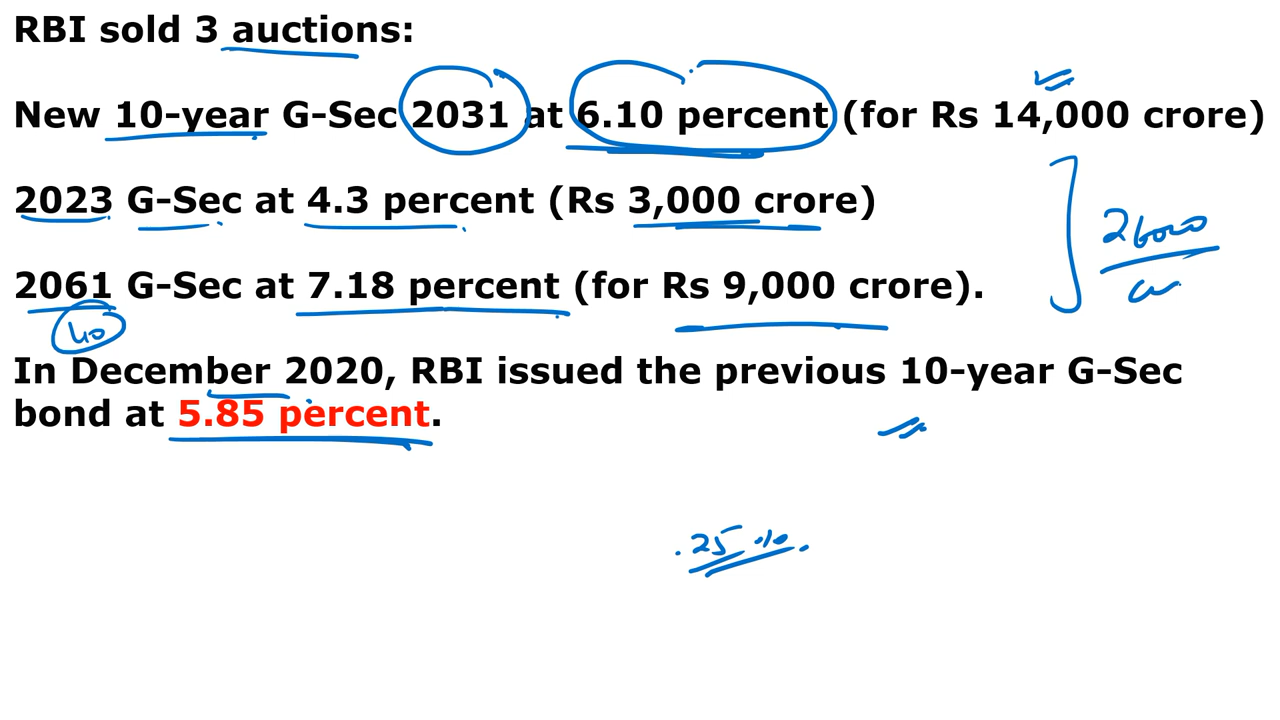 RBI sold 3 auctions:
New 10-year G-Sec 2031 at 6.10 percent (for Rs 14,000 crore)
2023 G-Sec at 4.3 percent (Rs 3,000 crore)
2061 G-Sec at 7.18 percent (for Rs 9,000 crore).
40
In December 2020, RBI issued the previous 10-year G-Sec
bond at 5.85 percent.
.25 %.